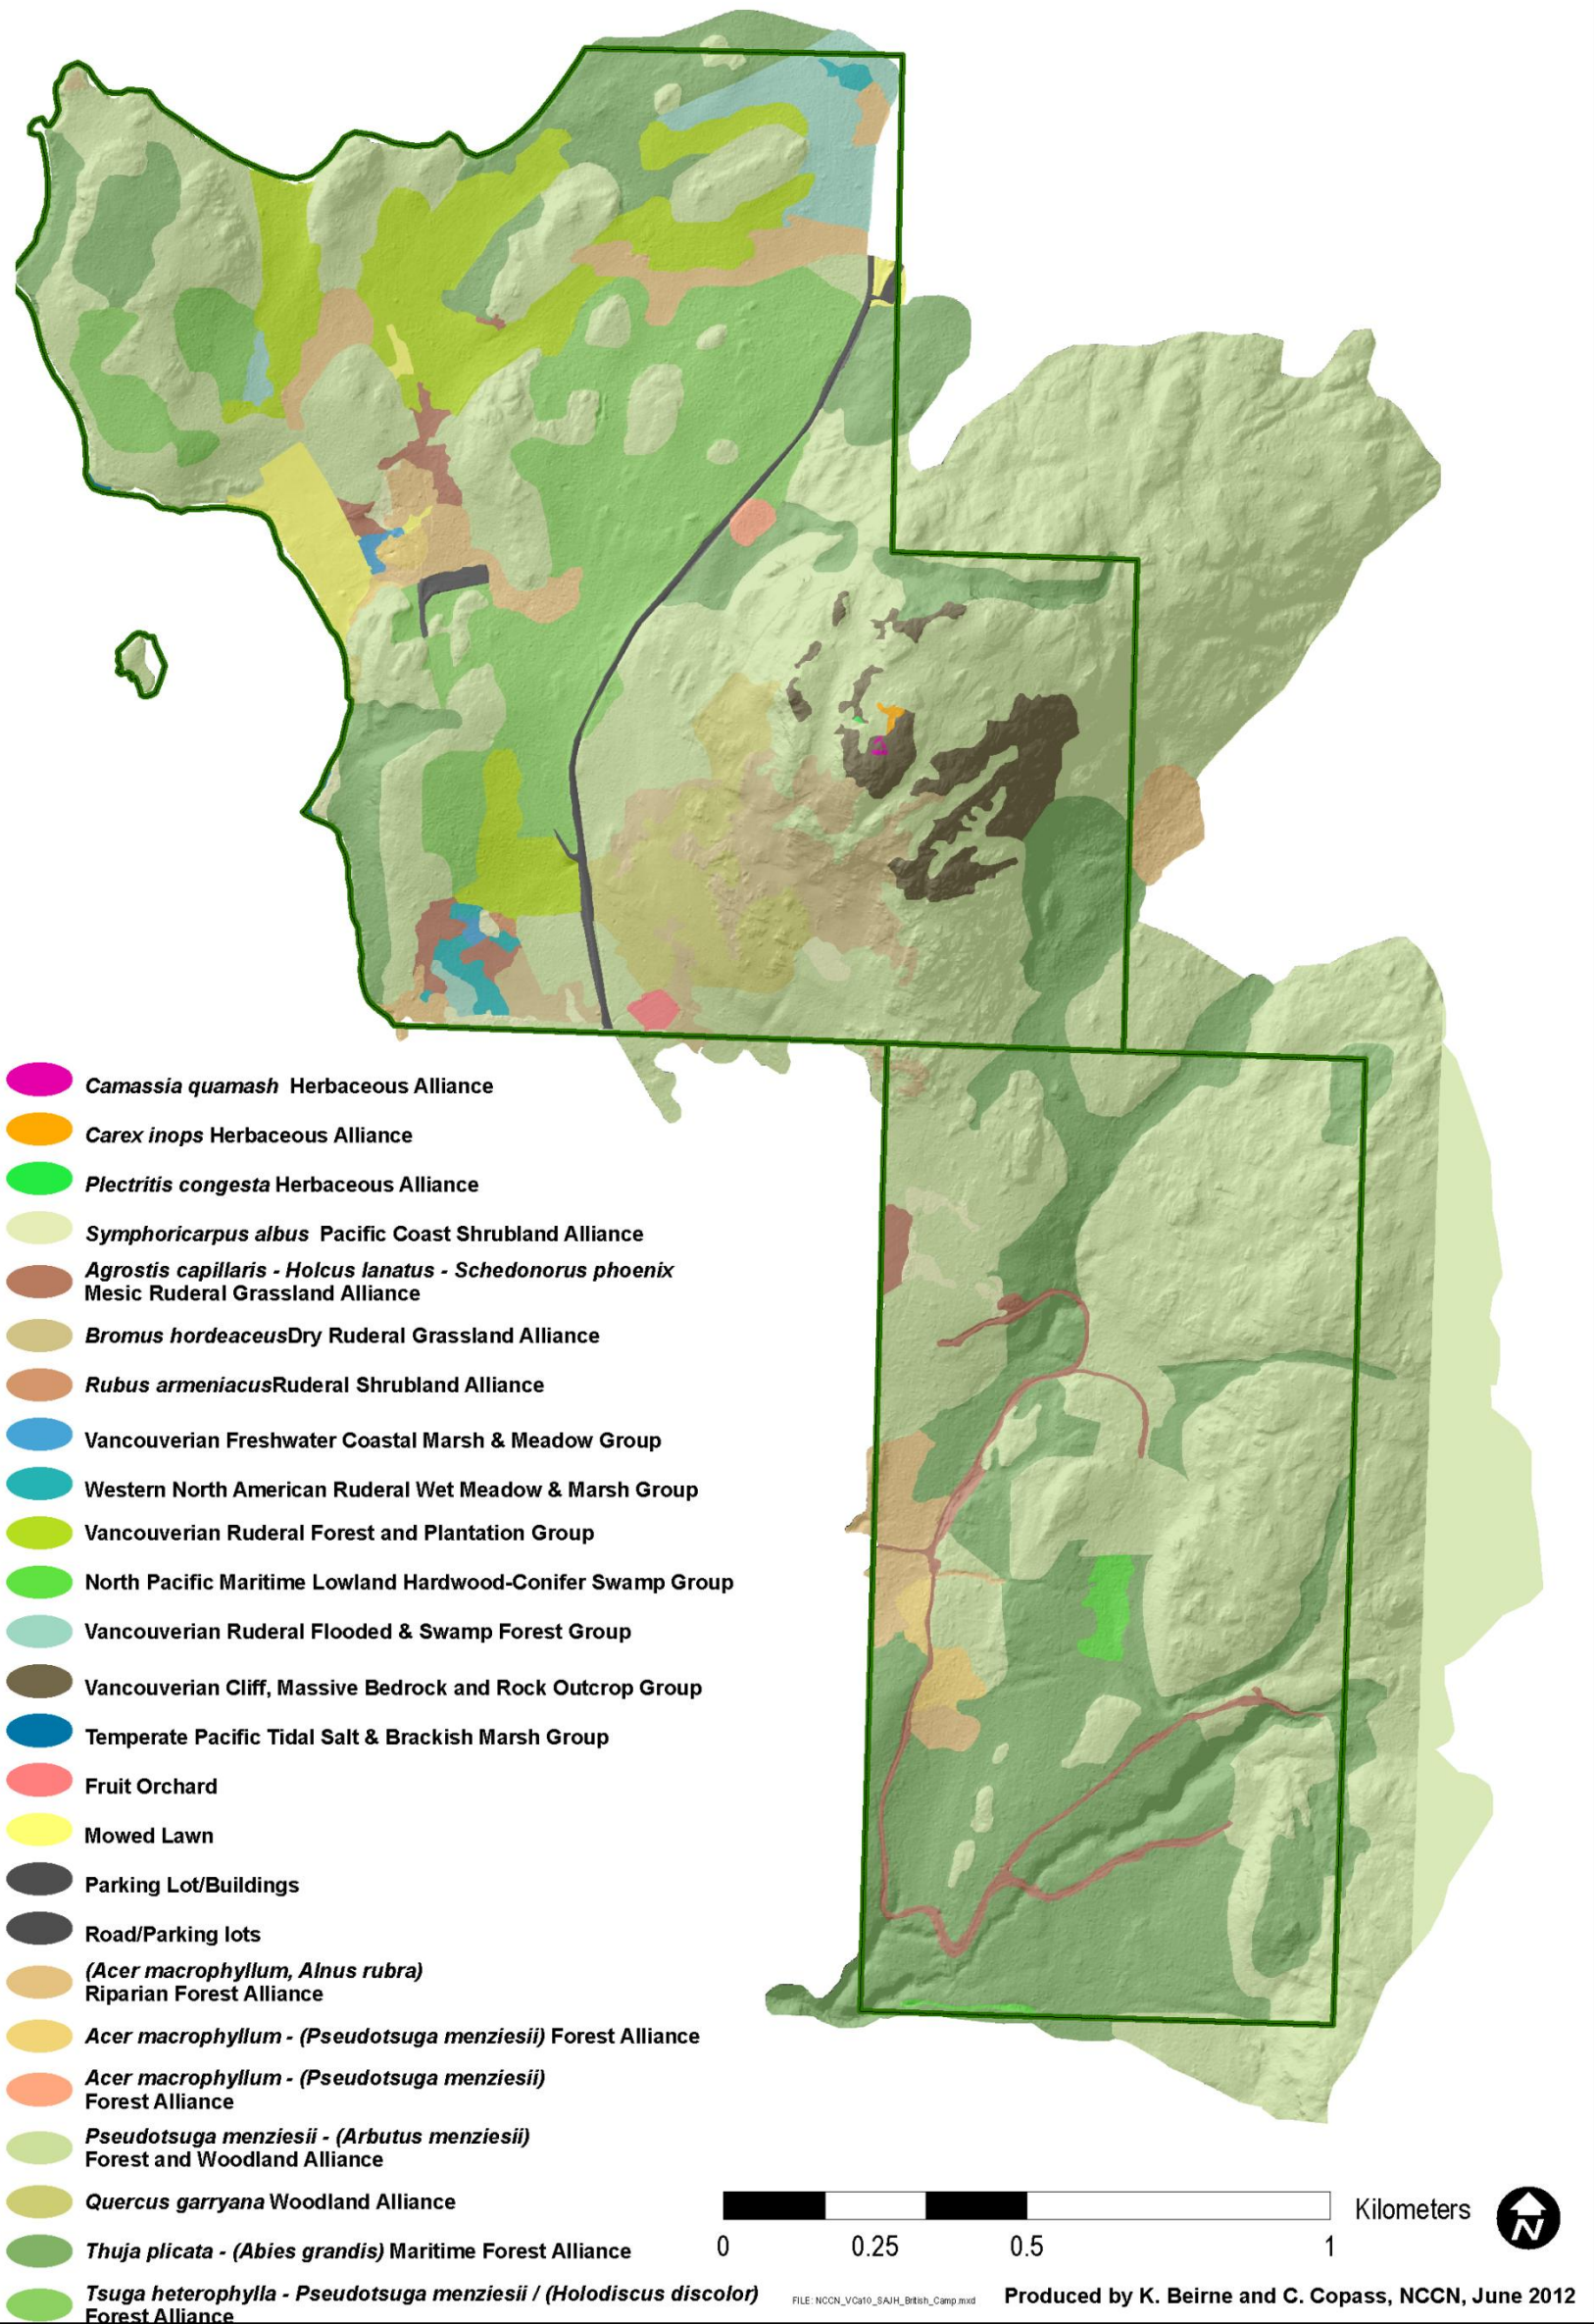 Camassia quamash Herbaceous Alliance
Carex inops Herbaceous Alliance
Plectritis congesta Herbaceous Alliance
Symphoricarpus albus Pacific Coast Shrubland Alliance
Agrostis capillaris - Holcus lanatus - Schedonorus phoenix
Mesic Ruderal Grassland Alliance
Bromus hordeaceusDry Ruderal Grassland Alliance
Rubus armeniacusRuderal Shrubland Alliance
Vancouverian Freshwater Coastal Marsh & Meadow Group
Western North American Ruderal Wet Meadow & Marsh Group
Vancouverian Ruderal Forest and Plantation Group
North Pacific Maritime Lowland Hardwood-Conifer Swamp Group
Vancouverian Ruderal Flooded & Swamp Forest Group
Vancouverian Cliff, Massive Bedrock and Rock Outcrop Group
Temperate Pacific Tidal Salt & Brackish Marsh Group
Fruit Orchard
Mowed Lawn
Parking Lot/Buildings
Road/Parking lots
(Acer macrophyllum, Alnus rubra)
Riparian Forest Alliance
Acer macrophyllum - (Pseudotsuga menziesii) Forest Alliance
Acer macrophyllum - (Pseudotsuga menziesii)
Forest Alliance
Pseudotsuga menziesii - (Arbutus menziesii)
Forest and Woodland Alliance
Quercus garryana Woodland Alliance
Thuja plicata - (Abies grandis) Maritime Forest Alliance
Tsuga heterophylla - Pseudotsuga menziesii / (Holodiscus discolor)
Forest Alliance
Kilometers
0 0.25 0.5 1
N
FILE: NCCN_VCa10_SAJH_British_Camp.mxd
Produced by K. Beirne and C. Copass, NCCN, June 2012